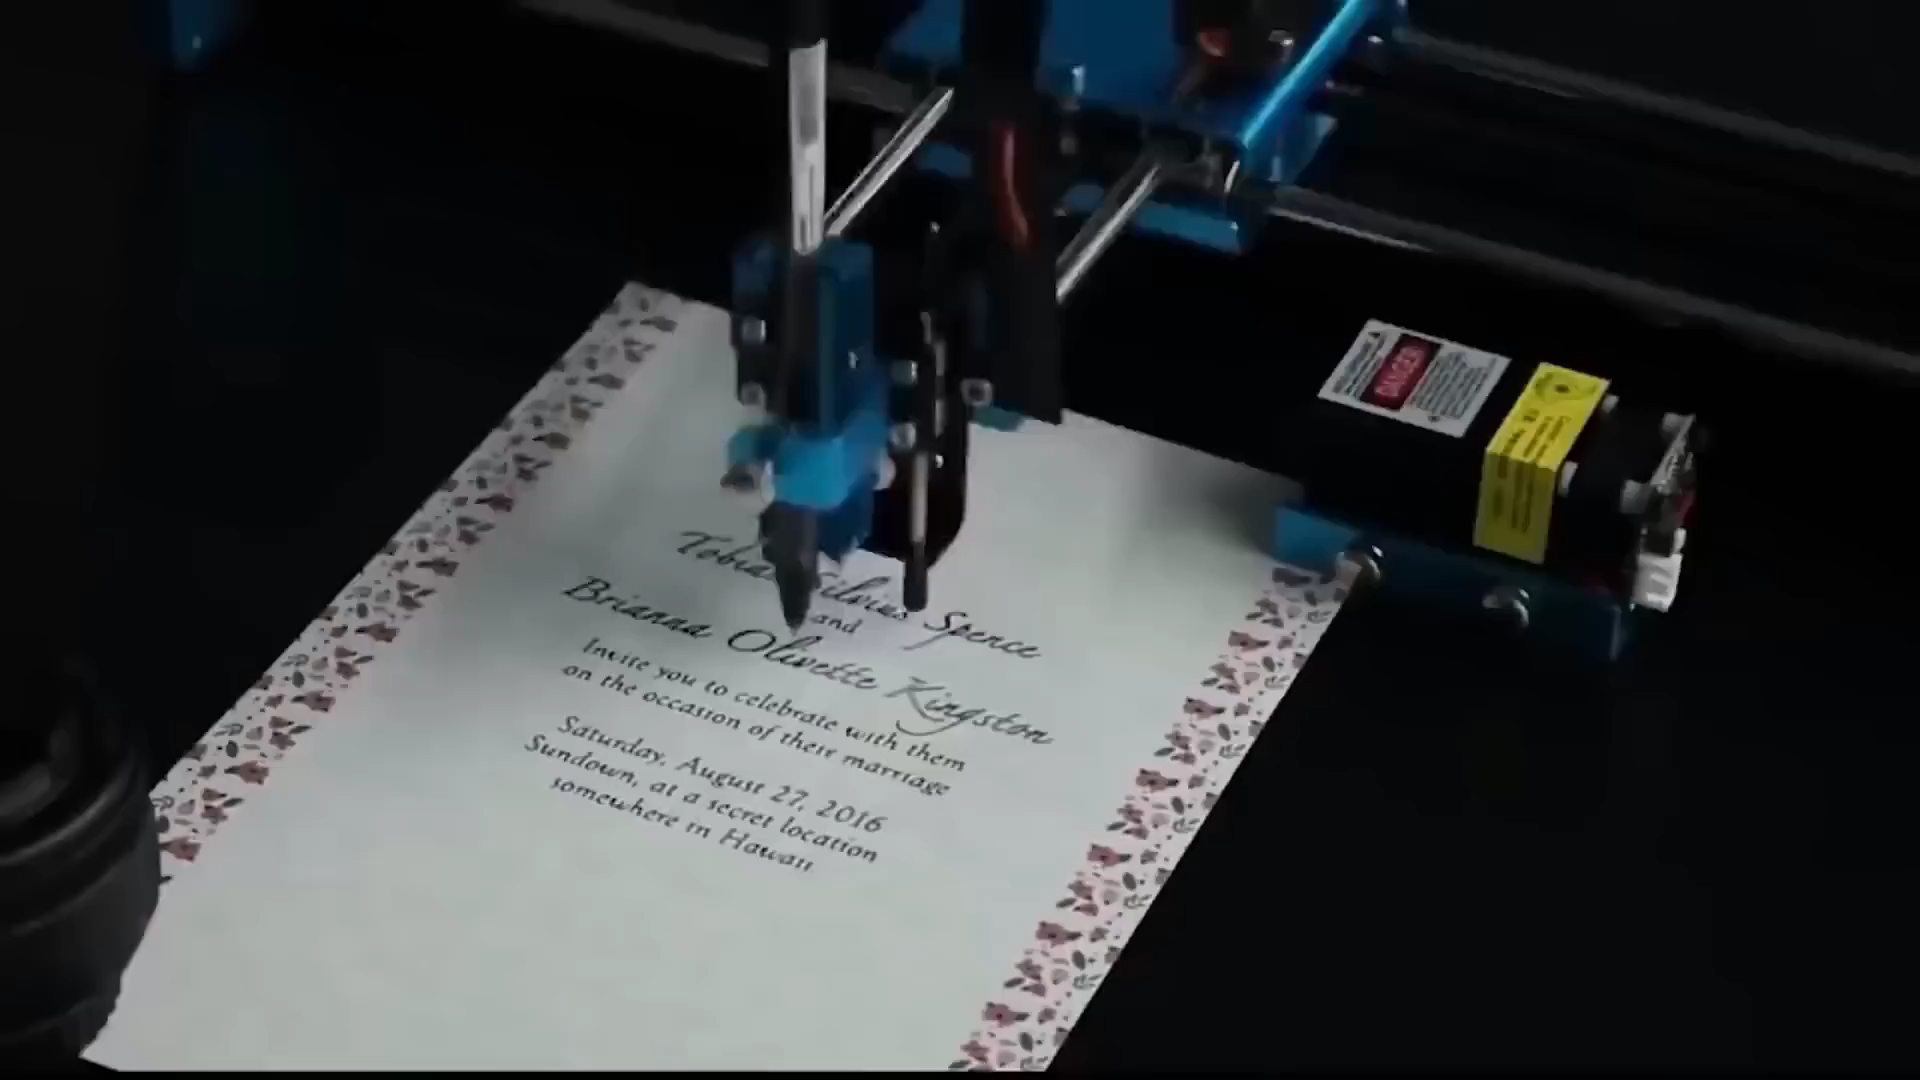 Tobias Silvius Spence
and
Brianna Olivette Kingston
Invite you to celebrate with them
on the occasion of their marriage
Saturday, August 27, 2016
Sundown, at a secret location
somewhere in Hawaii
DANGER